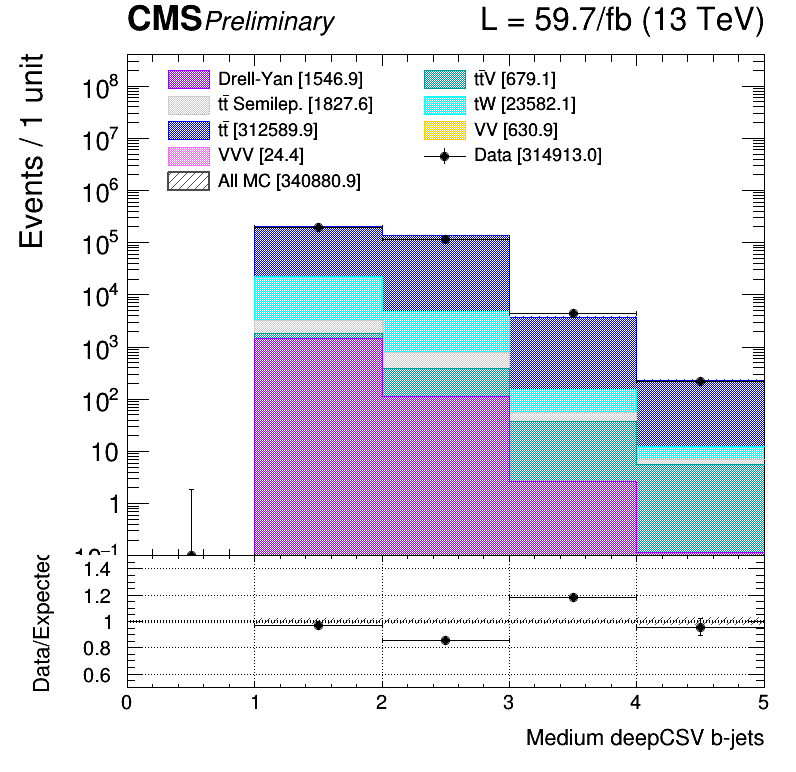 CMS Preliminary L = 59.7/fb (13 TeV)
Events / 1 unit
Drell-Yan [1546.9]
tt̄ Semilep. [1827.6]
tt̄ [312589.9]
VVV [24.4]
All MC [340880.9]
tt̄V [679.1]
tW [23582.1]
VV [630.9]
Data [314913.0]
10⁸
10⁷
10⁶
10⁵
10⁴
10³
10²
10
1
10⁻¹
Data/Expected
1.4
1.2
1
0.8
0.6
0 1 2 3 4 5
Medium deepCSV b-jets